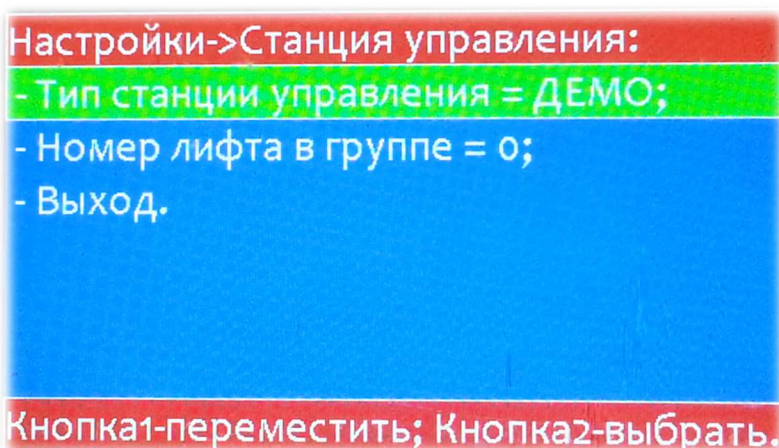 Настройки->Станция управления:
- Тип станции управления = ДЕМО;
- Номер лифта в группе = 0;
- Выход.
Кнопка1-переместить; Кнопка2-выбрать.